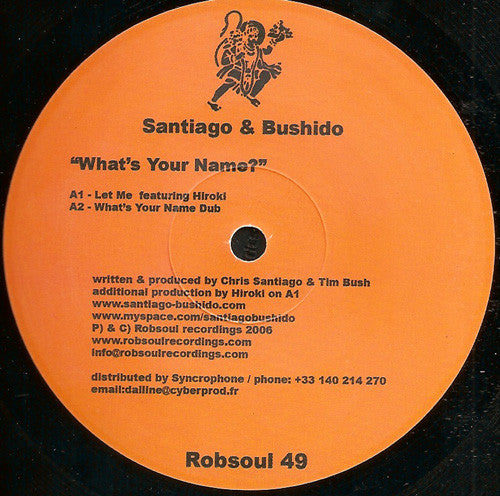 Santiago & Bushido
“What's Your Name?”
A1 - Let Me featuring Hiroki
A2 - What's Your Name Dub
written & produced by Chris Santiago & Tim Bush
additional production by Hiroki on A1
www.santiago-bushido.com
www.myspace.com/santiagobushido
P) & C) Robsoul recordings 2006
www.robsoulrecordings.com
info@robsoulrecordings.com
distributed by Syncrophone / phone: +33 140 214 270
email:dalline@cyberprod.fr
Robsoul 49